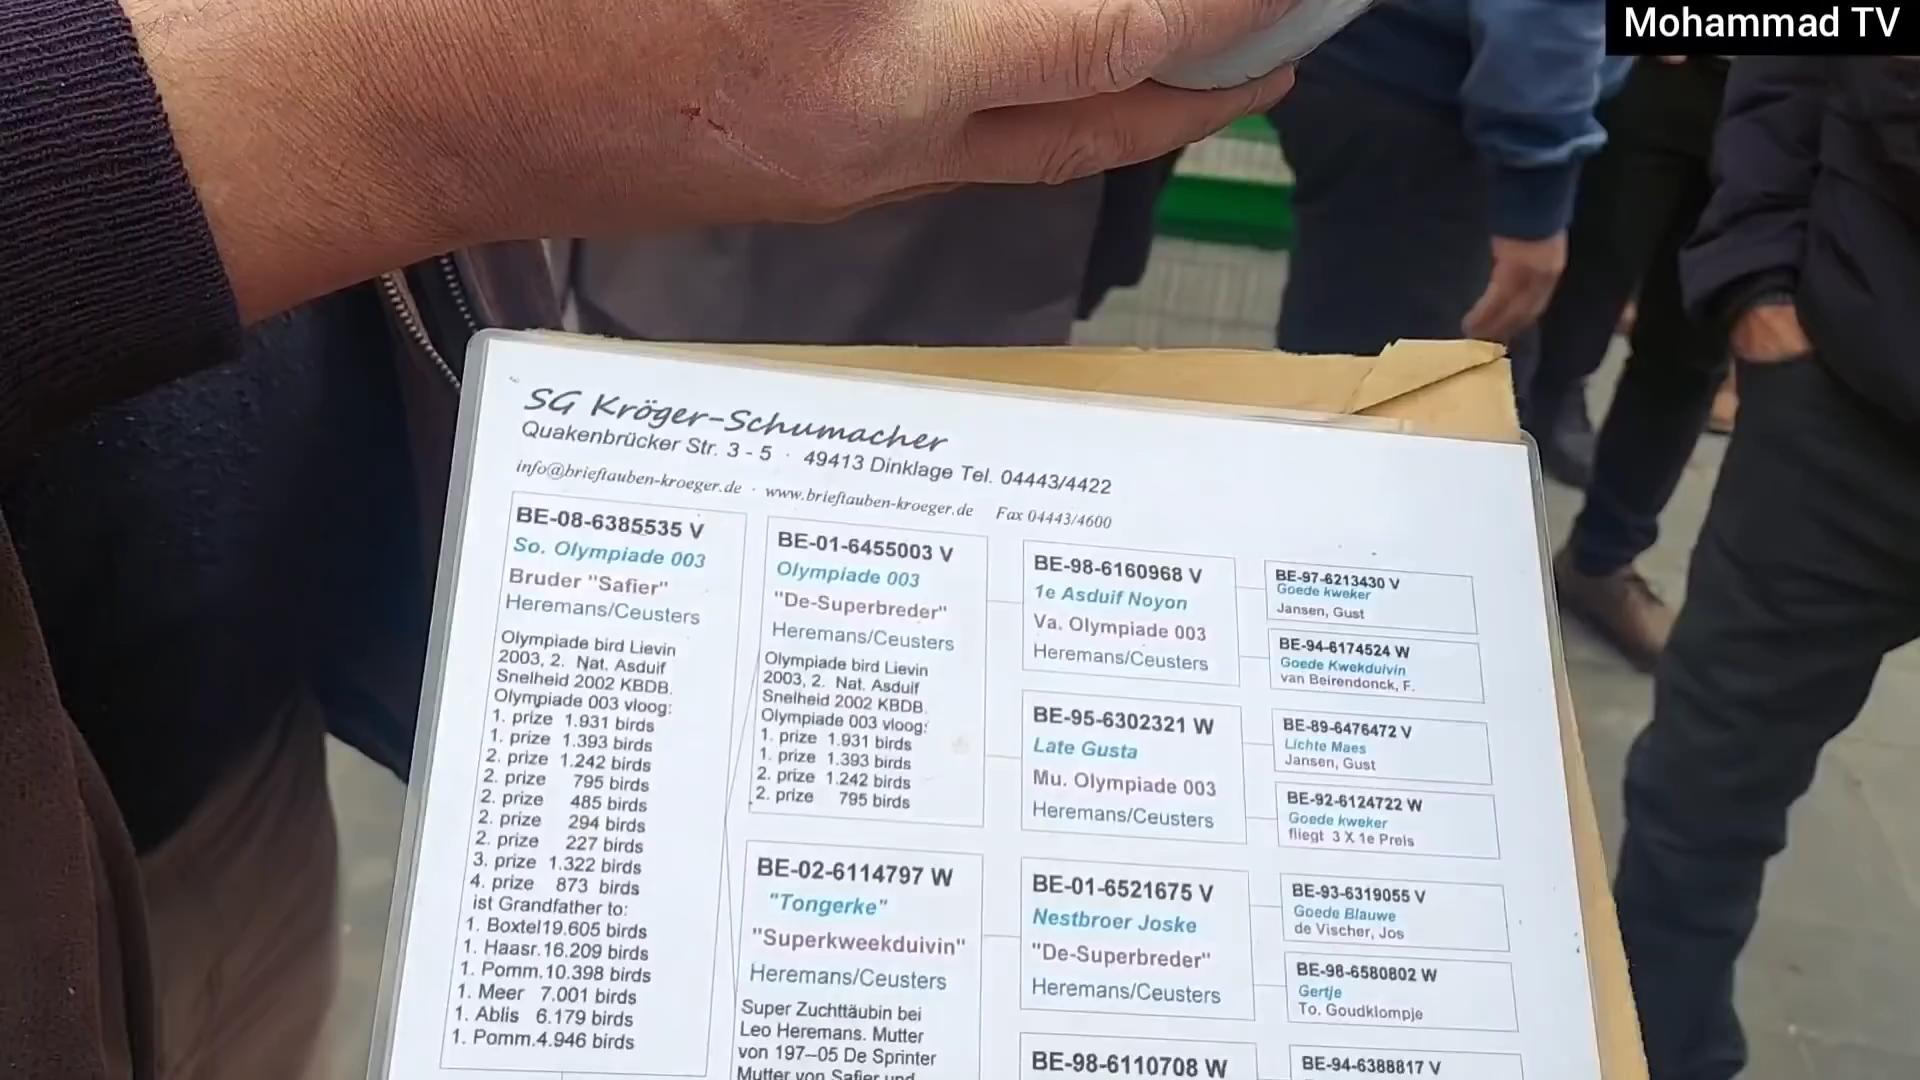 Mohammad TV
SG Kröger-Schumacher
Quakenbrücker Str. 3 - 5 · 49413 Dinklage Tel. 04443/4422
info@brieftauben-kroeger.de · www.brieftauben-kroeger.de Fax 04443/4600
BE-08-6385535 V
So. Olympiade 003
Bruder "Safier"
Heremans/Ceusters
Olympiade bird Lievin
2003, 2. Nat. Asduif
Snelheid 2002 KBDB.
Olympiade 003 vloog:
1. prize 1.931 birds
1. prize 1.393 birds
2. prize 1.242 birds
2. prize 795 birds
2. prize 485 birds
2. prize 294 birds
2. prize 227 birds
3. prize 1.322 birds
4. prize 873 birds
ist Grandfather to:
1. Boxtel19.605 birds
1. Haasr.16.209 birds
1. Pomm.10.398 birds
1. Meer 7.001 birds
1. Ablis 6.179 birds
1. Pomm.4.946 birds
BE-01-6455003 V
Olympiade 003
"De-Superbreder"
Heremans/Ceusters
Olympiade bird Lievin
2003, 2. Nat. Asduif
Snelheid 2002 KBDB.
Olympiade 003 vloog:
1. prize 1.931 birds
1. prize 1.393 birds
2. prize 1.242 birds
2. prize 795 birds
BE-02-6114797 W
"Tongerke"
"Superkweekduivin"
Heremans/Ceusters
Super Zuchttäubin bei
Leo Heremans. Mutter
von 197-05 De Sprinter
Mutter von Safier und
BE-98-6160968 V
1e Asduif Noyon
Va. Olympiade 003
Heremans/Ceusters
BE-95-6302321 W
Late Gusta
Mu. Olympiade 003
Heremans/Ceusters
BE-01-6521675 V
Nestbroer Joske
"De-Superbreder"
Heremans/Ceusters
BE-98-6110708 W
BE-97-6213430 V
Goede kweker
Jansen, Gust
BE-94-6174524 W
Goede Kwekduivin
van Beirendonck, F.
BE-89-6476472 V
Lichte Maes
Jansen, Gust
BE-92-6124722 W
Goede kweker
fliegt 3 X 1e Preis
BE-93-6319055 V
Goede Blauwe
de Vischer, Jos
BE-98-6580802 W
Gertje
To. Goudklompje
BE-94-6388817 V